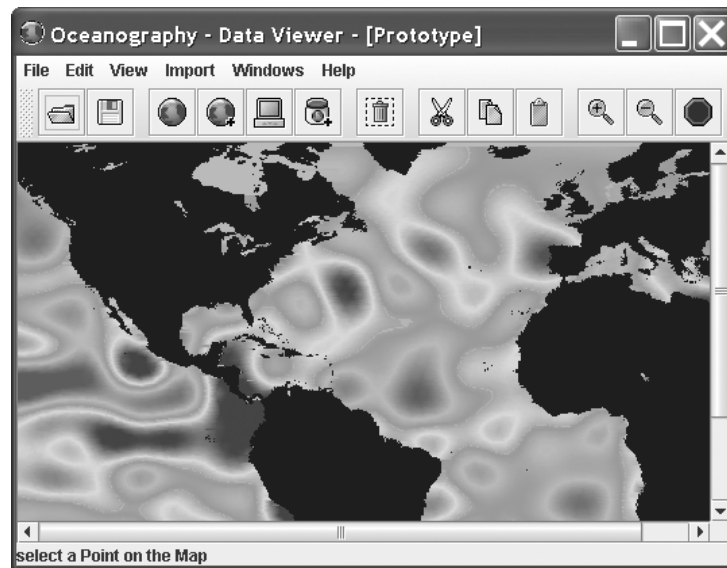 Oceanography - Data Viewer - [Prototype]
File Edit View Import Windows Help
select a Point on the Map